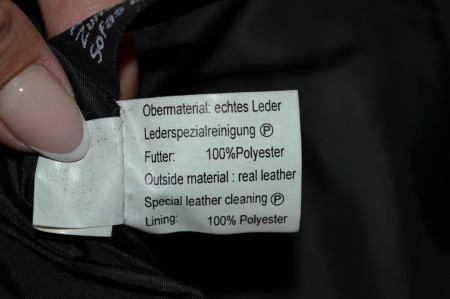 Obermaterial: echtes Leder
Lederspezialreinigung Ⓟ
Futter: 100%Polyester
Outside material : real leather
Special leather cleaning Ⓟ
Lining: 100% Polyester